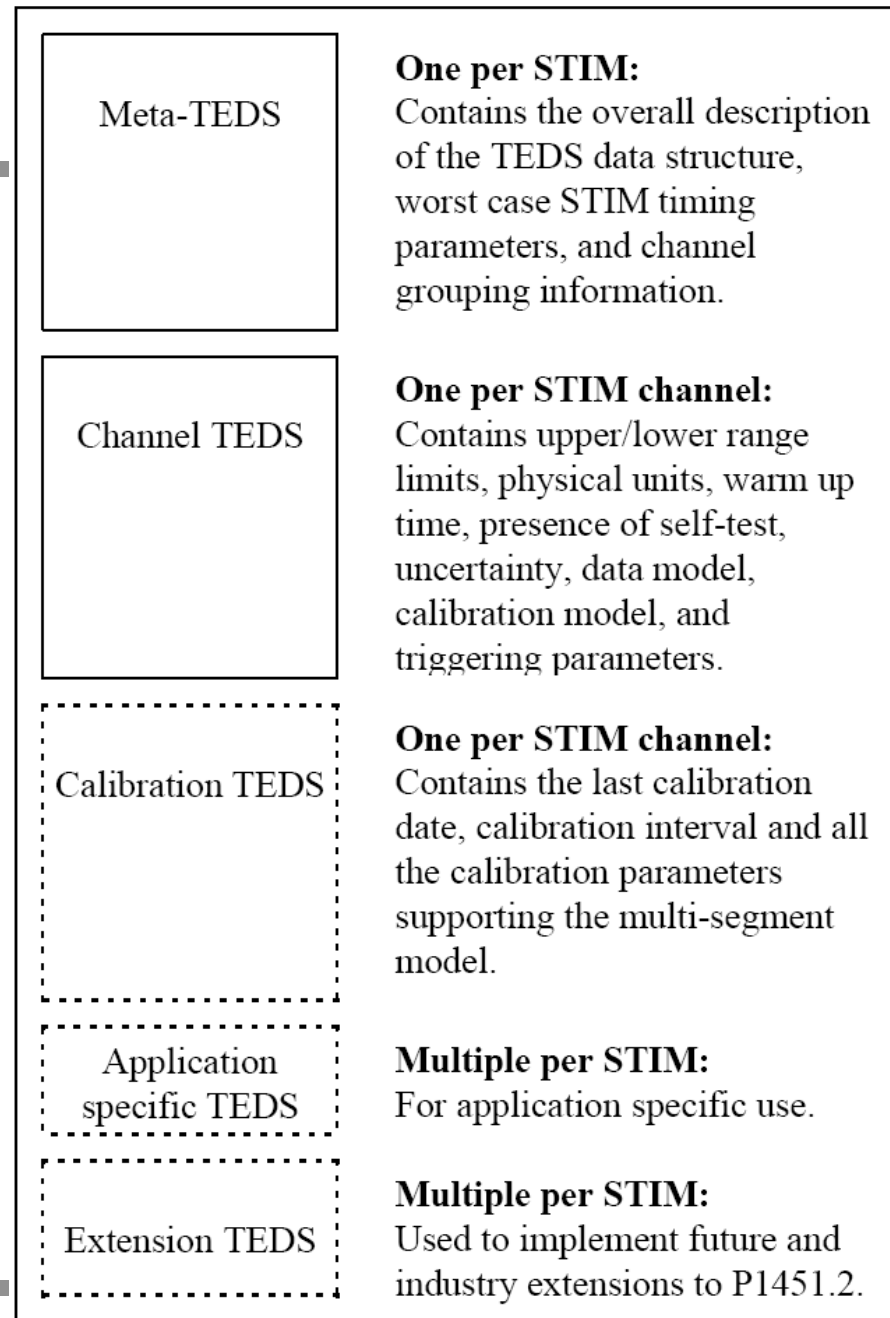 Meta-TEDS
One per STIM:
Contains the overall description
of the TEDS data structure,
worst case STIM timing
parameters, and channel
grouping information.
Channel TEDS
One per STIM channel:
Contains upper/lower range
limits, physical units, warm up
time, presence of self-test,
uncertainty, data model,
calibration model, and
triggering parameters.
Calibration TEDS
One per STIM channel:
Contains the last calibration
date, calibration interval and all
the calibration parameters
supporting the multi-segment
model.
Application
specific TEDS
Multiple per STIM:
For application specific use.
Extension TEDS
Multiple per STIM:
Used to implement future and
industry extensions to P1451.2.